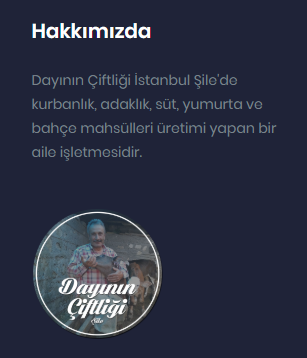 Hakkımızda
Dayının Çiftliği İstanbul Şile'de
kurbanlık, adaklık, süt, yumurta ve
bahçe mahsülleri üretimi yapan bir
aile işletmesidir.
Dayının
Çiftliği
Şile